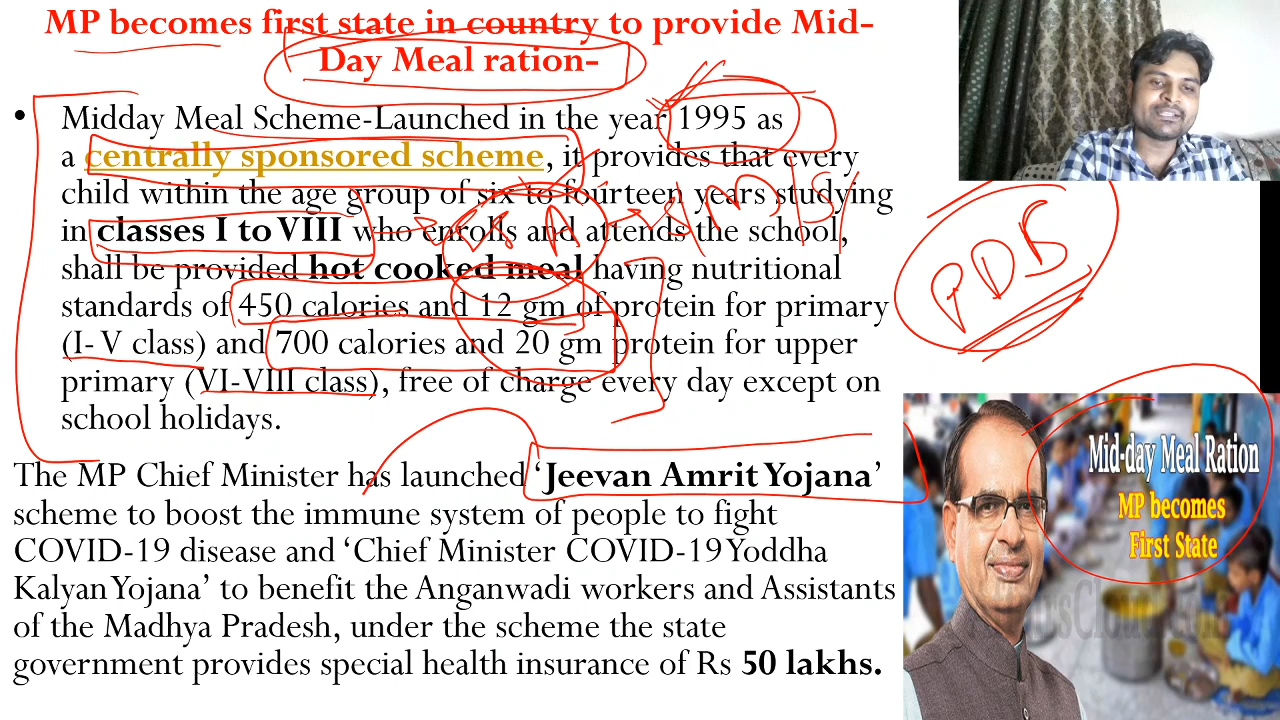 MP becomes first state in country to provide Mid-
Day Meal ration-
• Midday Meal Scheme-Launched in the year 1995 as
a centrally sponsored scheme, it provides that every
child within the age group of six to fourteen years studying
in classes I to VIII who enrolls and attends the school,
shall be provided hot cooked meal having nutritional
standards of 450 calories and 12 gm of protein for primary
(I- V class) and 700 calories and 20 gm protein for upper
primary (VI-VIII class), free of charge every day except on
school holidays.
The MP Chief Minister has launched ‘Jeevan Amrit Yojana’
scheme to boost the immune system of people to fight
COVID-19 disease and ‘Chief Minister COVID-19 Yoddha
Kalyan Yojana’ to benefit the Anganwadi workers and Assistants
of the Madhya Pradesh, under the scheme the state
government provides special health insurance of Rs 50 lakhs.
Mid-day Meal Ration
MP becomes
First State